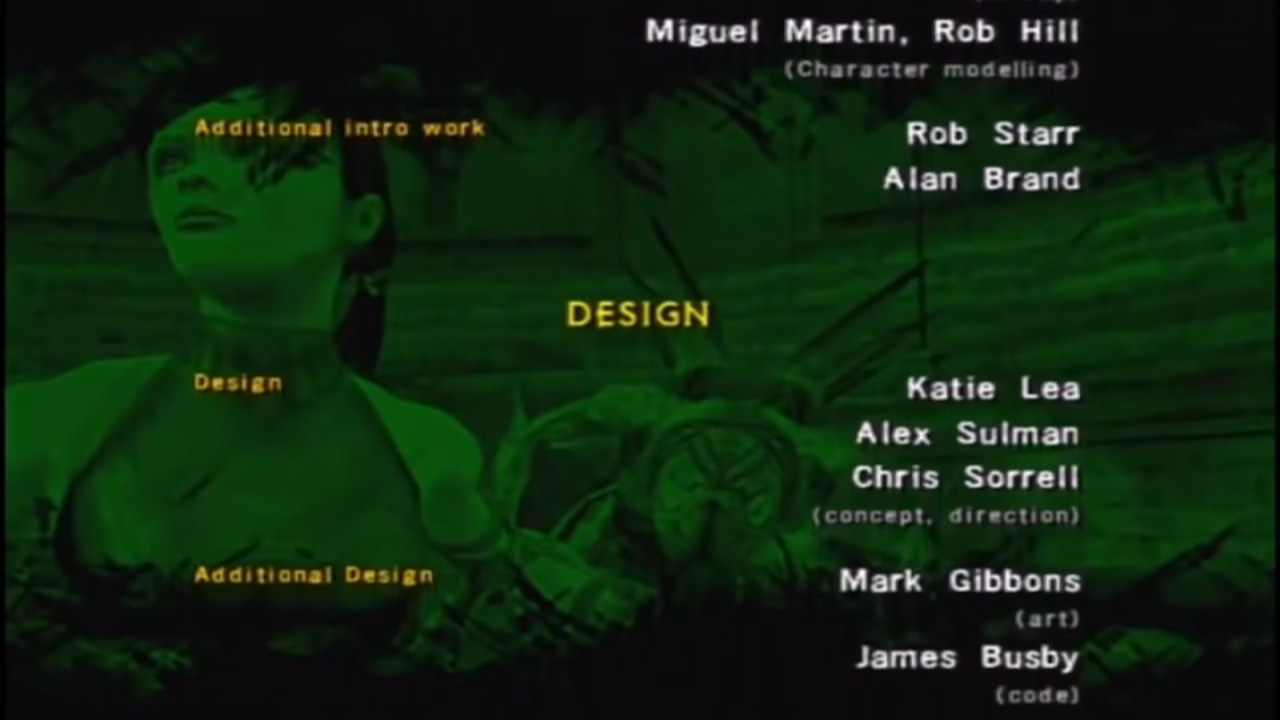 Miguel Martin, Rob Hill
(Character modelling)
Additional intro work
Rob Starr
Alan Brand
DESIGN
Design
Katie Lea
Alex Sulman
Chris Sorrell
(concept, direction)
Additional Design
Mark Gibbons
(art)
James Busby
(code)